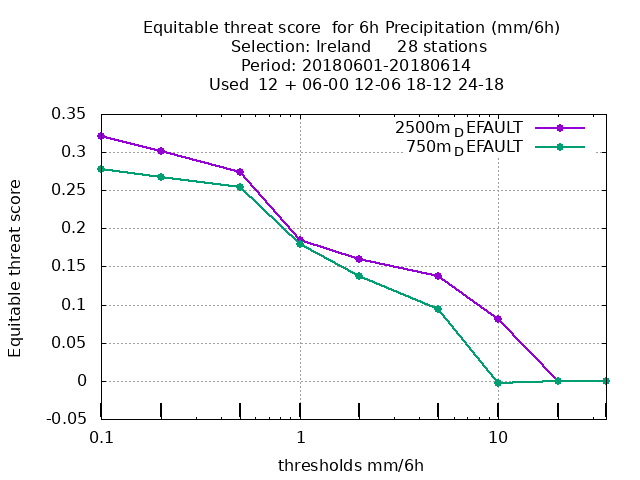 Equitable threat score for 6h Precipitation (mm/6h)
Selection: Ireland 28 stations
Period: 20180601-20180614
Used 12 + 06-00 12-06 18-12 24-18
2500m_DEFAULT
750m_DEFAULT
0.35
0.3
0.25
0.2
0.15
0.1
0.05
0
-0.05
Equitable threat score
0.1 1 10
thresholds mm/6h